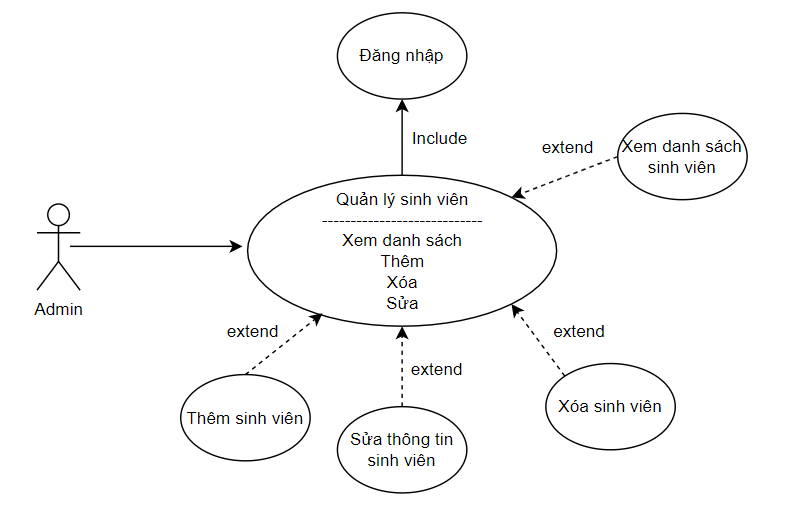 Đăng nhập
Include
extend
Xem danh sách
sinh viên
Quản lý sinh viên
----------------------------
Xem danh sách
Thêm
Xóa
Sửa
Admin
extend
extend
extend
Thêm sinh viên
Sửa thông tin
sinh viên
Xóa sinh viên